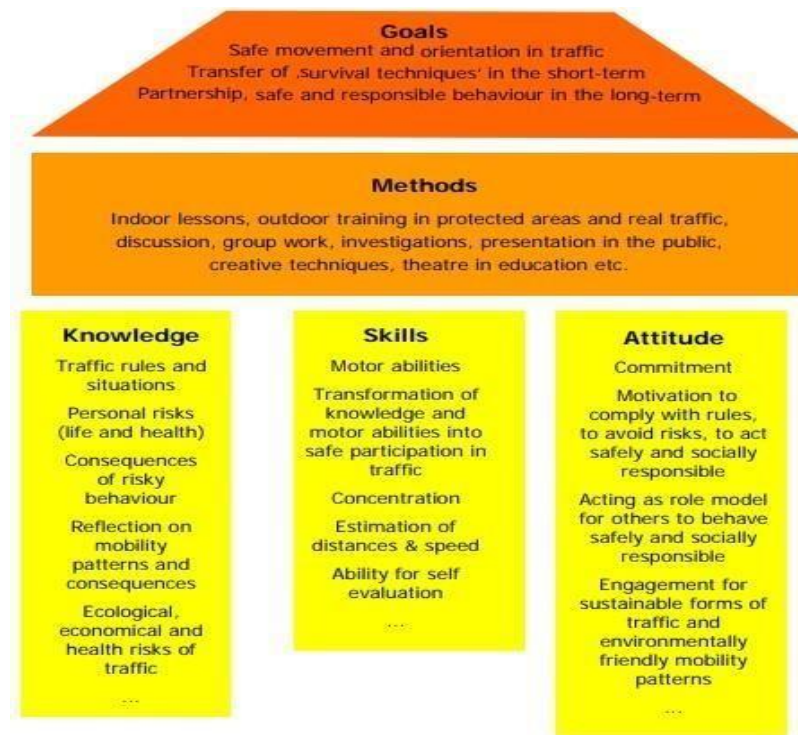 Goals
Safe movement and orientation in traffic
Transfer of ‚survival techniques‘ in the short-term
Partnership, safe and responsible behaviour in the long-term
Methods
Indoor lessons, outdoor training in protected areas and real traffic,
discussion, group work, investigations, presentation in the public,
creative techniques, theatre in education etc.
Knowledge
Traffic rules and
situations
Personal risks
(life and health)
Consequences
of risky
behaviour
Reflection on
mobility
patterns and
consequences
Ecological,
economical and
health risks of
traffic
...
Skills
Motor abilities
Transformation of
knowledge and
motor abilities into
safe participation in
traffic
Concentration
Estimation of
distances & speed
Ability for self
evaluation
...
Attitude
Commitment
Motivation to
comply with rules,
to avoid risks, to act
safely and socially
responsible
Acting as role model
for others to behave
safely and socially
responsible
Engagement for
sustainable forms of
traffic and
environmentally
friendly mobility
patterns
...